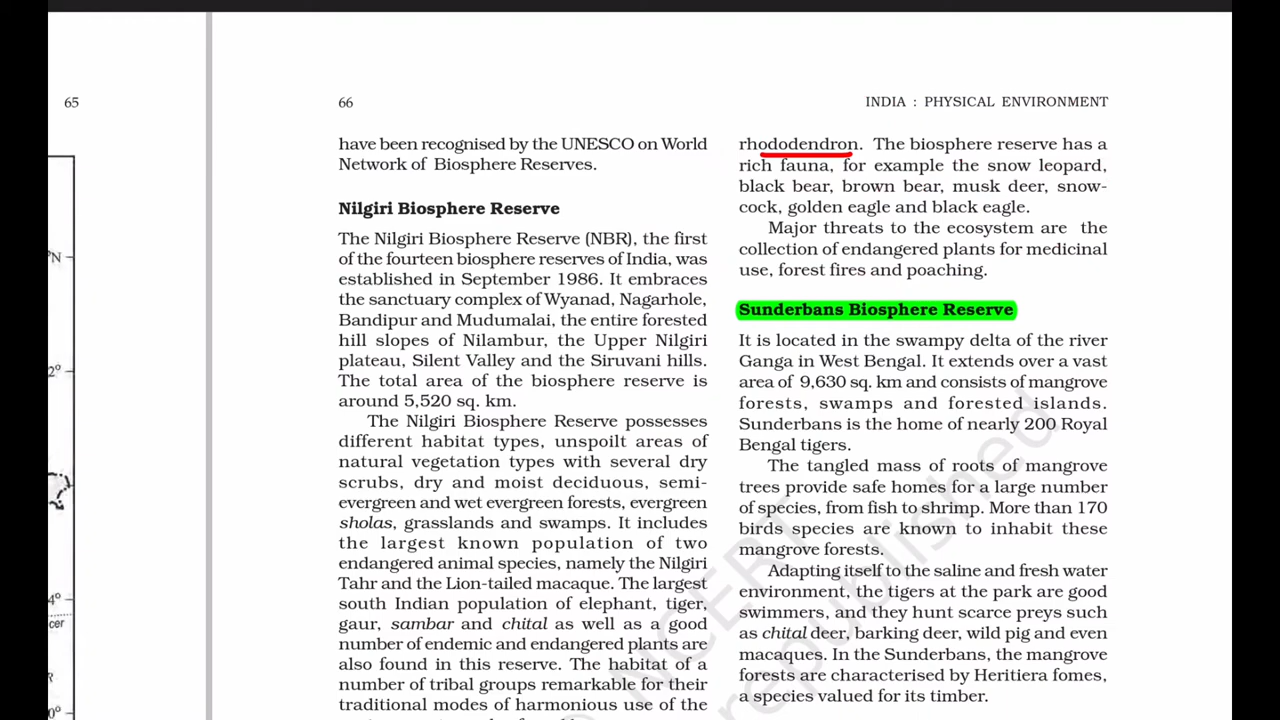 65
66
INDIA : PHYSICAL ENVIRONMENT
have been recognised by the UNESCO on World
Network of Biosphere Reserves.
Nilgiri Biosphere Reserve
The Nilgiri Biosphere Reserve (NBR), the first
of the fourteen biosphere reserves of India, was
established in September 1986. It embraces
the sanctuary complex of Wyanad, Nagarhole,
Bandipur and Mudumalai, the entire forested
hill slopes of Nilambur, the Upper Nilgiri
plateau, Silent Valley and the Siruvani hills.
The total area of the biosphere reserve is
around 5,520 sq. km.
The Nilgiri Biosphere Reserve possesses
different habitat types, unspoilt areas of
natural vegetation types with several dry
scrubs, dry and moist deciduous, semi-
evergreen and wet evergreen forests, evergreen
sholas, grasslands and swamps. It includes
the largest known population of two
endangered animal species, namely the Nilgiri
Tahr and the Lion-tailed macaque. The largest
south Indian population of elephant, tiger,
gaur, sambar and chital as well as a good
number of endemic and endangered plants are
also found in this reserve. The habitat of a
number of tribal groups remarkable for their
traditional modes of harmonious use of the
rhododendron. The biosphere reserve has a
rich fauna, for example the snow leopard,
black bear, brown bear, musk deer, snow-
cock, golden eagle and black eagle.
Major threats to the ecosystem are the
collection of endangered plants for medicinal
use, forest fires and poaching.
Sunderbans Biosphere Reserve
It is located in the swampy delta of the river
Ganga in West Bengal. It extends over a vast
area of 9,630 sq. km and consists of mangrove
forests, swamps and forested islands.
Sunderbans is the home of nearly 200 Royal
Bengal tigers.
The tangled mass of roots of mangrove
trees provide safe homes for a large number
of species, from fish to shrimp. More than 170
birds species are known to inhabit these
mangrove forests.
Adapting itself to the saline and fresh water
environment, the tigers at the park are good
swimmers, and they hunt scarce preys such
as chital deer, barking deer, wild pig and even
macaques. In the Sunderbans, the mangrove
forests are characterised by Heritiera fomes,
a species valued for its timber.
NCERT
republished